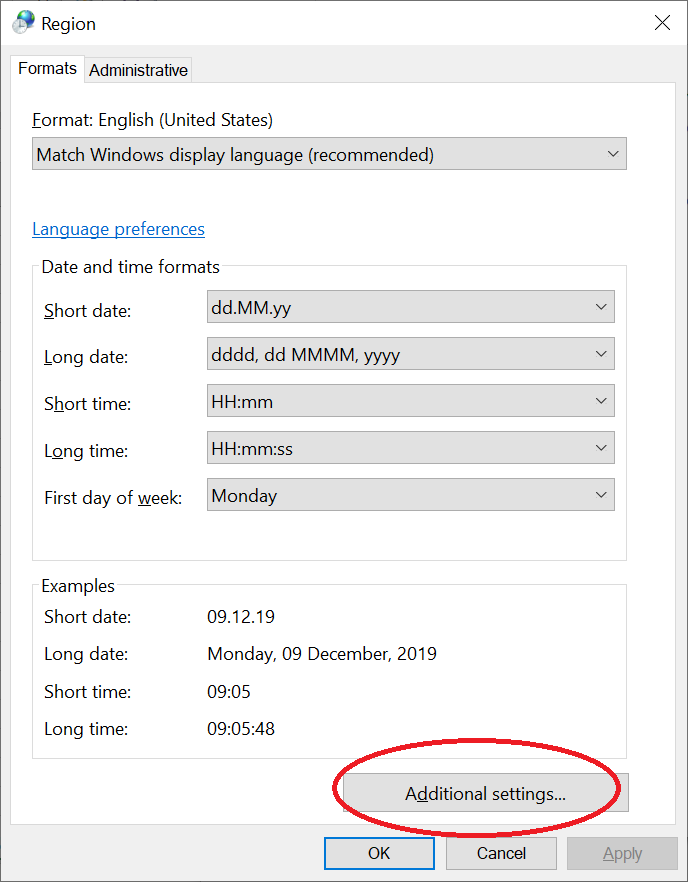 Region
Formats Administrative
Format: English (United States)
Match Windows display language (recommended)
Language preferences
Date and time formats
Short date: dd.MM.yy
Long date: dddd, dd MMMM, yyyy
Short time: HH:mm
Long time: HH:mm:ss
First day of week: Monday
Examples
Short date: 09.12.19
Long date: Monday, 09 December, 2019
Short time: 09:05
Long time: 09:05:48
Additional settings...
OK Cancel Apply